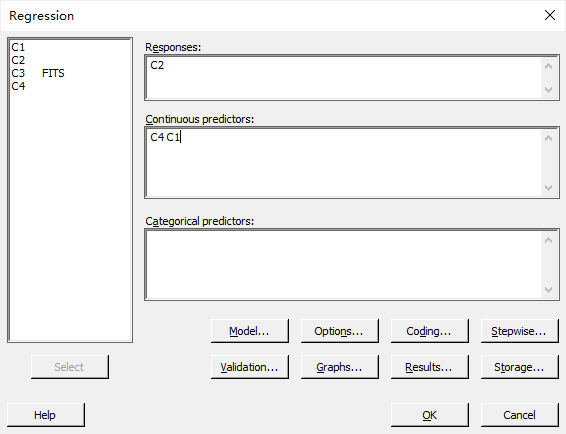 Regression
C1
C2
C3 FITS
C4
Responses:
C2
Continuous predictors:
C4 C1
Categorical predictors:
Model... Options... Coding... Stepwise...
Select Validation... Graphs... Results... Storage...
Help OK Cancel